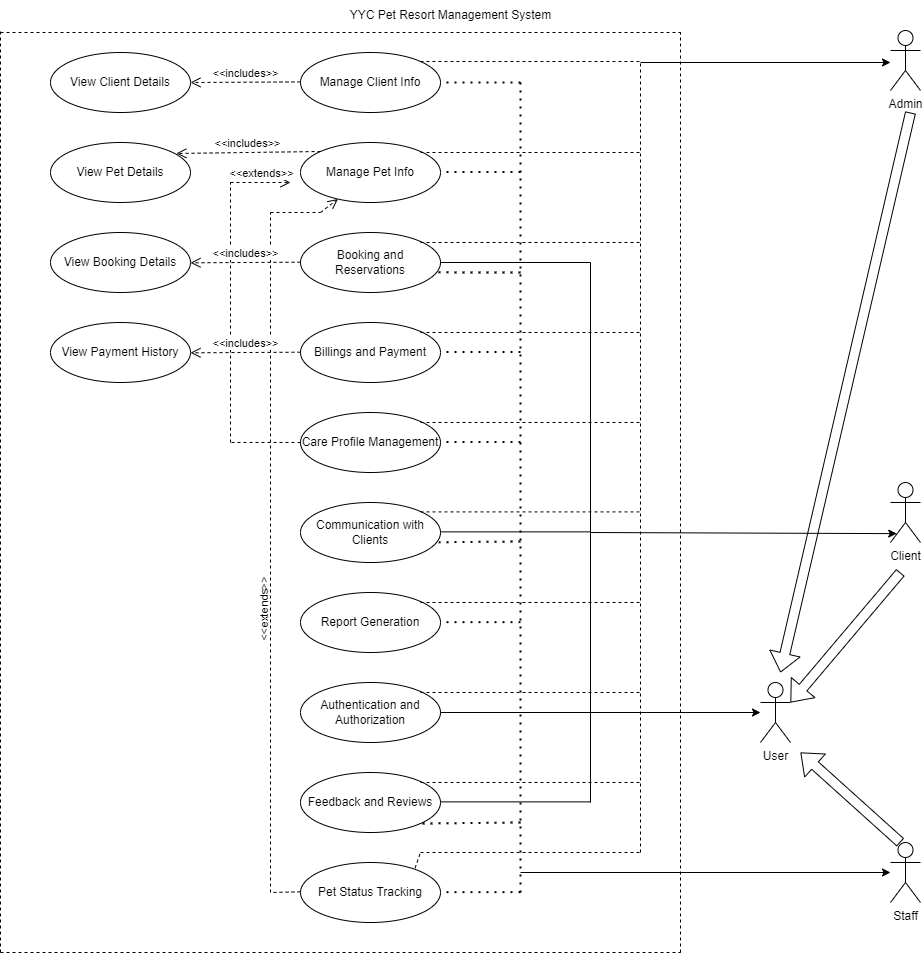 YYC Pet Resort Management System
View Client Details
<<includes>>
Manage Client Info
Admin
<<includes>>
View Pet Details
<<extends>>
Manage Pet Info
View Booking Details
<<includes>>
Booking and
Reservations
View Payment History
<<includes>>
Billings and Payment
Care Profile Management
Communication with
Clients
Client
<<extends>>
Report Generation
Authentication and
Authorization
User
Feedback and Reviews
Pet Status Tracking
Staff